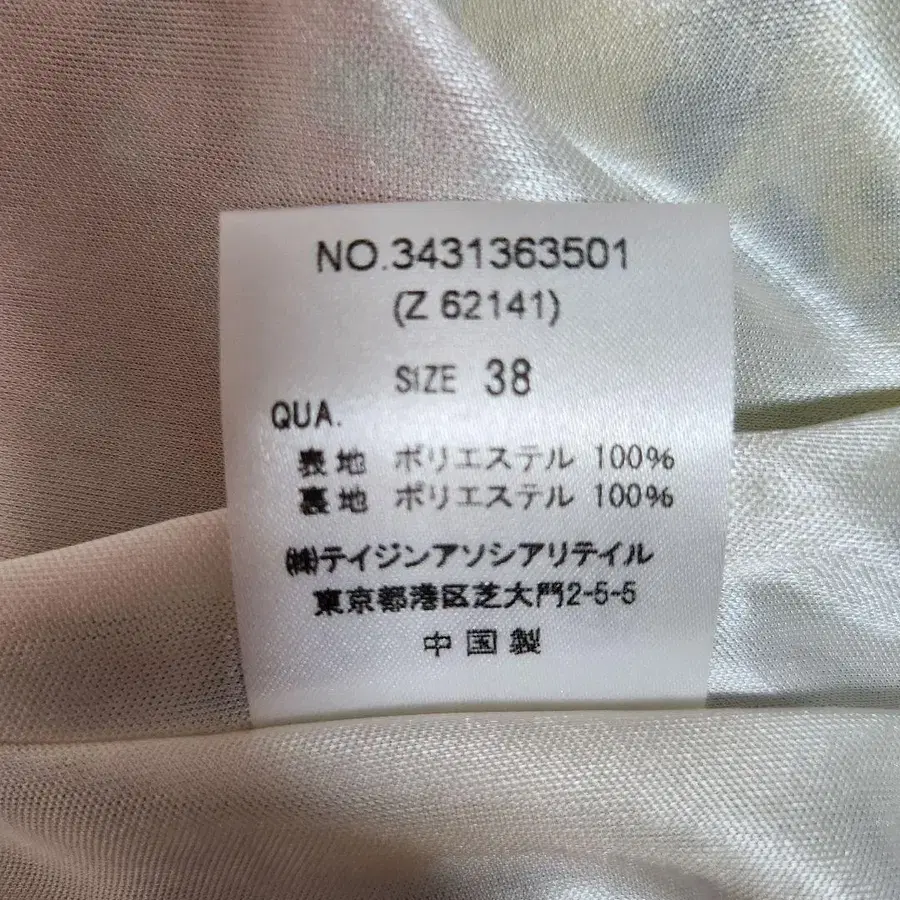 NO.3431363501
(Z 62141)
SIZE 38
QUA.
表地 ポリエステル 100%
裏地 ポリエステル 100%
㈱テイジンアソシアリテイル
東京都港区芝大門2-5-5
中国製